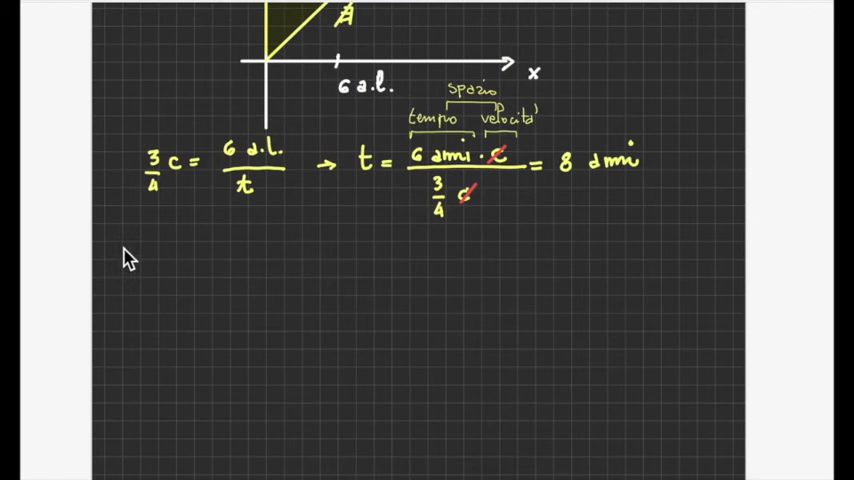 A
6 a.l.
x
spazio
tempo velocità
3/4 c = 6 a.l. / t → t = 6 anni · c / 3/4 c = 8 anni